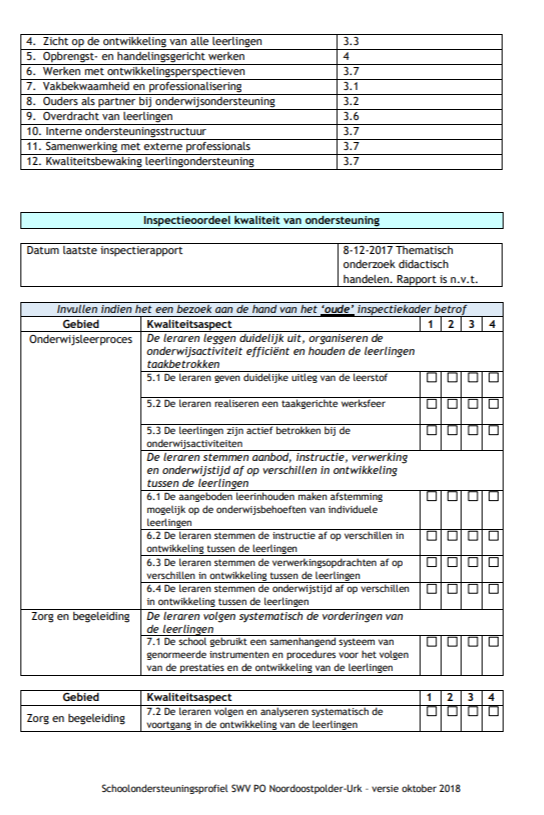 4. Zicht op de ontwikkeling van alle leerlingen 3.3
5. Opbrengst- en handelingsgericht werken 4
6. Werken met ontwikkelingsperspectieven 3.7
7. Vakbekwaamheid en professionalisering 3.1
8. Ouders als partner bij onderwijsondersteuning 3.2
9. Overdracht van leerlingen 3.6
10. Interne ondersteuningsstructuur 3.7
11. Samenwerking met externe professionals 3.7
12. Kwaliteitsbewaking leerlingondersteuning 3.7
Inspectieoordeel kwaliteit van ondersteuning
Datum laatste inspectierapport 8-12-2017 Thematisch
onderzoek didactisch
handelen. Rapport is n.v.t.
Invullen indien het een bezoek aan de hand van het ‘oude’ inspectiekader betrof
Gebied Kwaliteitsaspect 1 2 3 4
Onderwijsleerproces De leraren leggen duidelijk uit, organiseren de
onderwijsactiviteit efficiënt en houden de leerlingen
taakbetrokken
5.1 De leraren geven duidelijke uitleg van de leerstof ☐ ☐ ☐ ☐
5.2 De leraren realiseren een taakgerichte werksfeer ☐ ☐ ☐ ☐
5.3 De leerlingen zijn actief betrokken bij de ☐ ☐ ☐ ☐
onderwijsactiviteiten
De leraren stemmen aanbod, instructie, verwerking
en onderwijstijd af op verschillen in ontwikkeling
tussen de leerlingen
6.1 De aangeboden leerinhouden maken afstemming ☐ ☐ ☐ ☐
mogelijk op de onderwijsbehoeften van individuele
leerlingen
6.2 De leraren stemmen de instructie af op verschillen in ☐ ☐ ☐ ☐
ontwikkeling tussen de leerlingen
6.3 De leraren stemmen de verwerkingsopdrachten af op ☐ ☐ ☐ ☐
verschillen in ontwikkeling tussen de leerlingen
6.4 De leraren stemmen de onderwijstijd af op verschillen ☐ ☐ ☐ ☐
in ontwikkeling tussen de leerlingen
Zorg en begeleiding De leraren volgen systematisch de vorderingen van
de leerlingen
7.1 De school gebruikt een samenhangend systeem van ☐ ☐ ☐ ☐
genormeerde instrumenten en procedures voor het volgen
van de prestaties en de ontwikkeling van de leerlingen
Gebied Kwaliteitsaspect 1 2 3 4
Zorg en begeleiding 7.2 De leraren volgen en analyseren systematisch de ☐ ☐ ☐ ☐
voortgang in de ontwikkeling van de leerlingen
Schoolondersteuningsprofiel SWV PO Noordoostpolder-Urk - versie oktober 2018